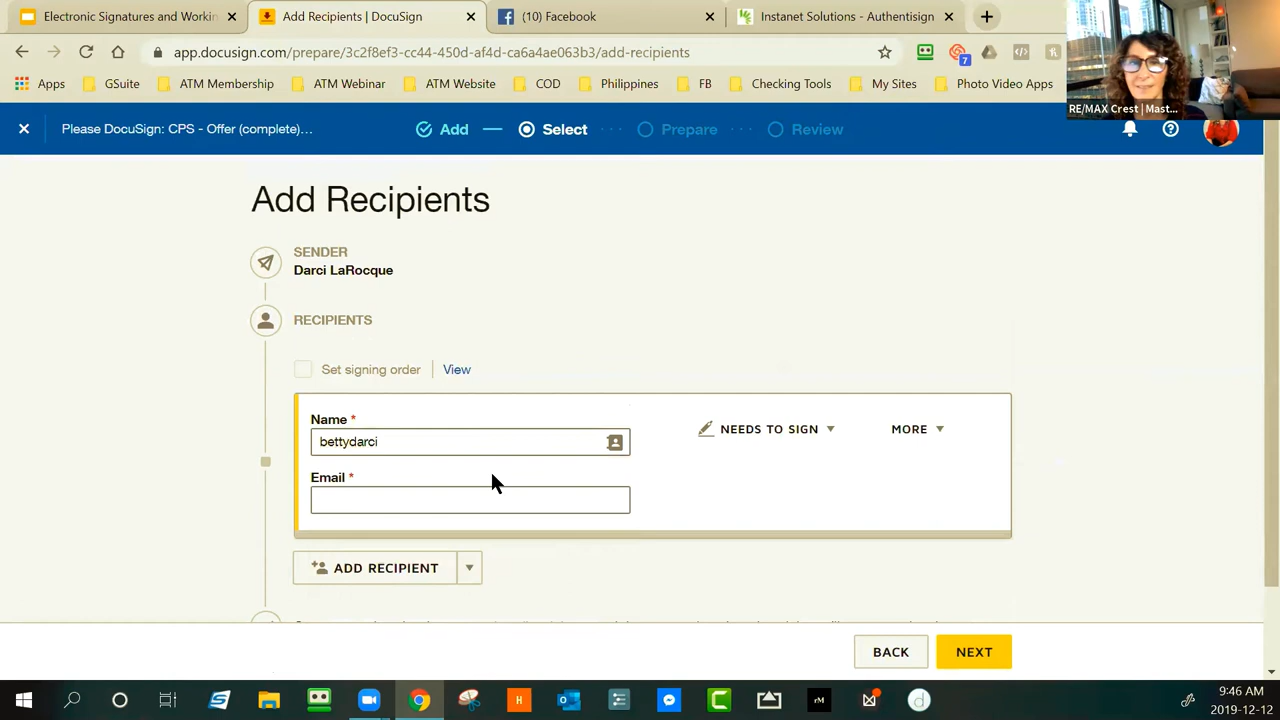 Electronic Signatures and Workin
Add Recipients | DocuSign
(10) Facebook
Instanet Solutions - Authentisign
app.docusign.com/prepare/3c2f8ef3-cc44-450d-af4d-ca6a4ae063b3/add-recipients
7
Apps
GSuite
ATM Membership
ATM Webin
ATM Website
COD
Philippines
FB
Checking Tools
My Sites
Photo Video Apps
RE/MAX Crest | Mast...
Please DocuSign: CPS - Offer (complete)...
Add
Select
Prepare
Review
Add Recipients
SENDER
Darci LaRocque
RECIPIENTS
Set signing order
View
Name *
bettydarci
NEEDS TO SIGN
MORE
Email *
ADD RECIPIENT
BACK
NEXT
9:46 AM
2019-12-12